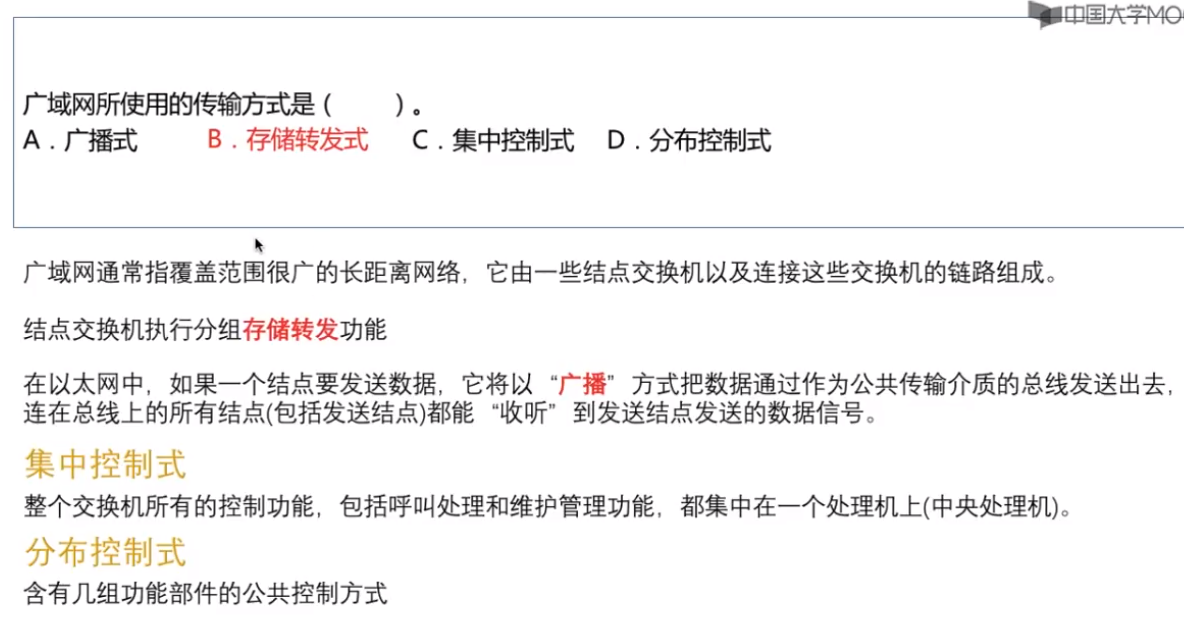 中国大学MO
广域网所使用的传输方式是（　　）。
A．广播式　B．存储转发式　C．集中控制式　D．分布控制式
广域网通常指覆盖范围很广的长距离网络，它由一些结点交换机以及连接这些交换机的链路组成。
结点交换机执行分组存储转发功能
在以太网中，如果一个结点要发送数据，它将以“广播”方式把数据通过作为公共传输介质的总线发送出去，
连在总线上的所有结点(包括发送结点)都能“收听”到发送结点发送的数据信号。
集中控制式
整个交换机所有的控制功能，包括呼叫处理和维护管理功能，都集中在一个处理机上(中央处理机)。
分布控制式
含有几组功能部件的公共控制方式